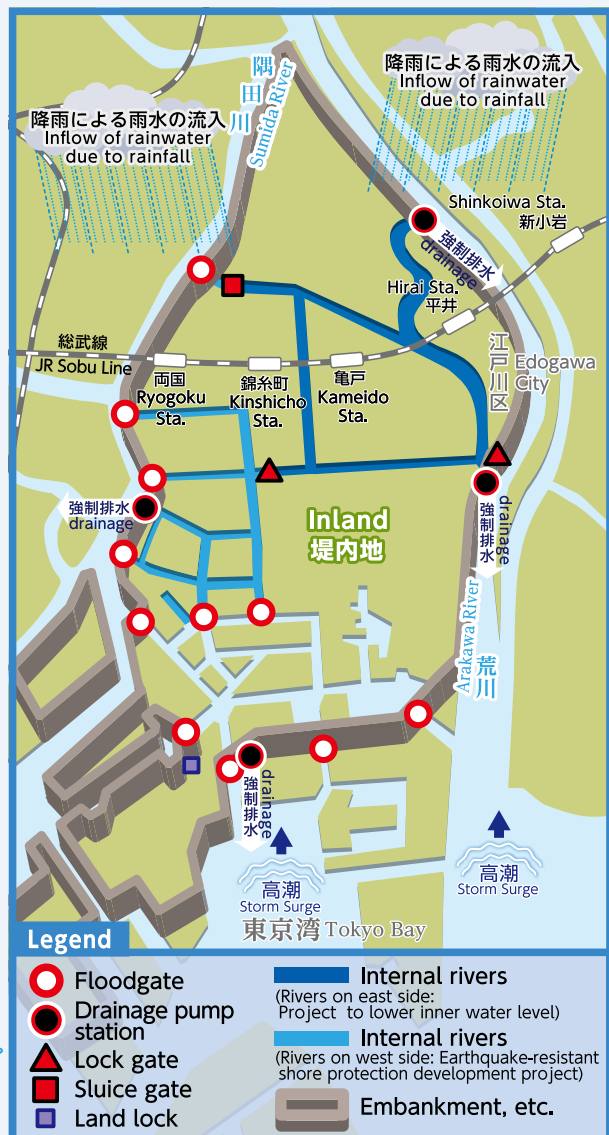 降雨による雨水の流入
Inflow of rainwater
due to rainfall
降雨による雨水の流入
Inflow of rainwater
due to rainfall
隅田川
Sumida River
Shinkoiwa Sta.
新小岩
強制排水
drainage
Hirai Sta.
平井
江戸川区
Edogawa
City
総武線
JR Sobu Line
両国
Ryogoku
Sta.
錦糸町
Kinshicho
Sta.
亀戸
Kameido
Sta.
強制排水
drainage
Inland
堤内地
drainage
強制排水
Arakawa River
荒川
drainage
強制排水
高潮
Storm Surge
高潮
Storm Surge
東京湾 Tokyo Bay
Legend
Floodgate
Drainage pump
station
Lock gate
Sluice gate
Land lock
Internal rivers
(Rivers on east side:
Project to lower inner water level)
Internal rivers
(Rivers on west side: Earthquake-resistant
shore protection development project)
Embankment, etc.